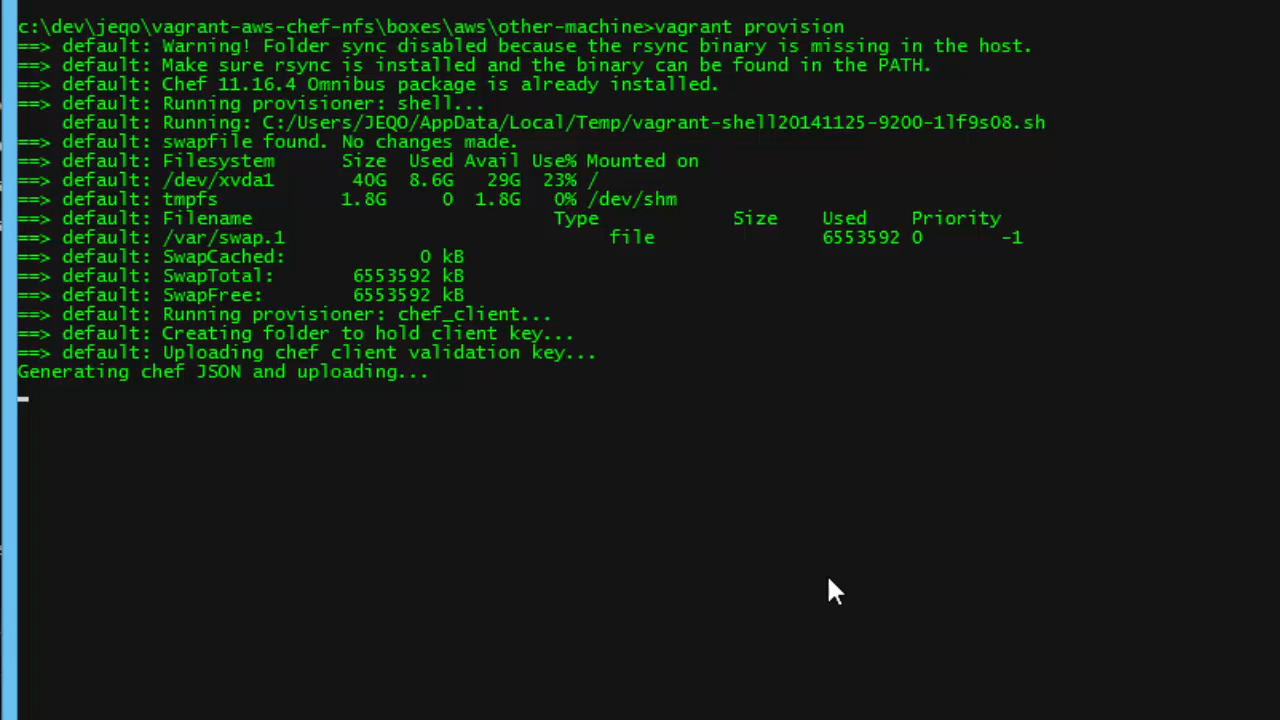 c:\dev\jeqo\vagrant-aws-chef-nfs\boxes\aws\other-machine>vagrant provision
==> default: Warning! Folder sync disabled because the rsync binary is missing in the host.
==> default: Make sure rsync is installed and the binary can be found in the PATH.
==> default: Chef 11.16.4 Omnibus package is already installed.
==> default: Running provisioner: shell...
    default: Running: C:/Users/JEQO/AppData/Local/Temp/vagrant-shell20141125-9200-1lf9s08.sh
==> default: swapfile found. No changes made.
==> default: Filesystem      Size  Used Avail Use% Mounted on
==> default: /dev/xvda1       40G  8.6G   29G  23% /
==> default: tmpfs           1.8G     0  1.8G   0% /dev/shm
==> default: Filename                           Type            Size    Used    Priority
==> default: /var/swap.1                             file               6553592 0       -1
==> default: SwapCached:            0 kB
==> default: SwapTotal:       6553592 kB
==> default: SwapFree:        6553592 kB
==> default: Running provisioner: chef_client...
==> default: Creating folder to hold client key...
==> default: Uploading chef client validation key...
Generating chef JSON and uploading...